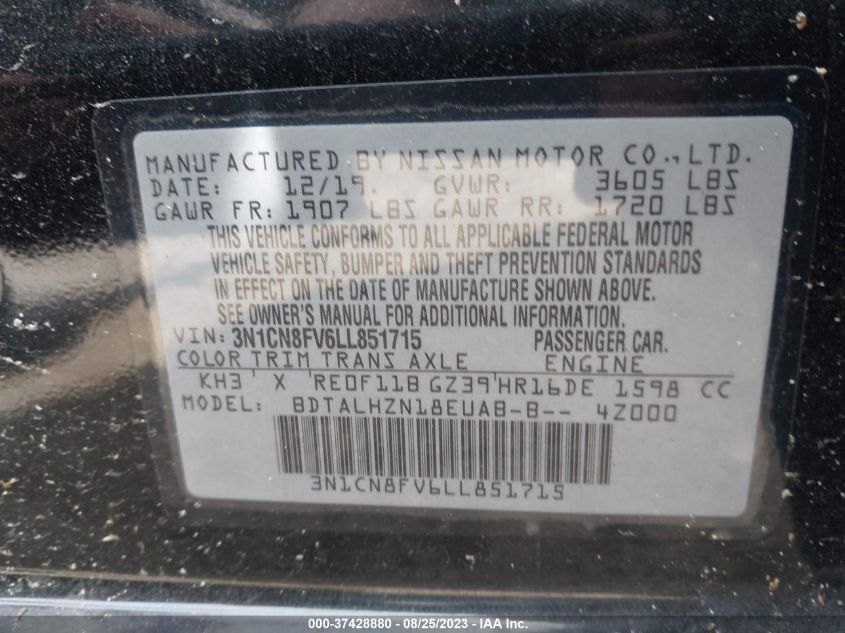 MANUFACTURED BY NISSAN MOTOR CO., LTD.
DATE: 12/19. GVWR: 3605 LBS
GAWR FR: 1907 LBS GAWR RR: 1720 LBS
THIS VEHICLE CONFORMS TO ALL APPLICABLE FEDERAL MOTOR
VEHICLE SAFETY, BUMPER AND THEFT PREVENTION STANDARDS
IN EFFECT ON THE DATE OF MANUFACTURE SHOWN ABOVE.
SEE OWNER'S MANUAL FOR ADDITIONAL INFORMATION.
VIN: 3N1CN8FV6LL851715 PASSENGER CAR.
COLOR TRIM TRANS AXLE ENGINE
KH3 ' X ' RE0F11B GZ39'HR16DE 1598 CC
MODEL: BDTALHZN18EUAB-B-- 4Z000
3N1CN8FV6LL851715
000-37428880 - 08/25/2023 - IAA Inc.